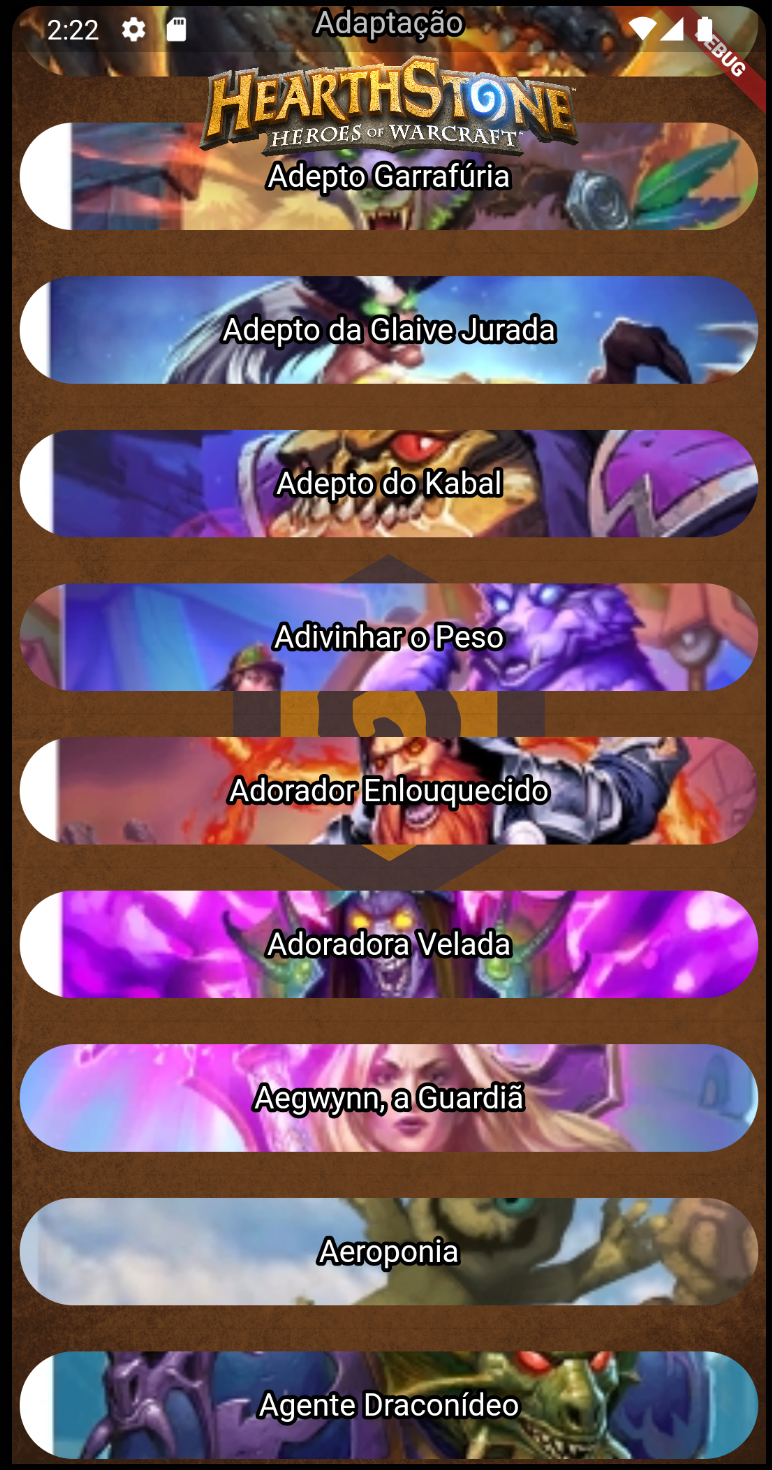 Adaptação
2:22
DEBUG
HEARTHSTONE
HEROES OF WARCRAFT
Adepto Garrafúria
Adepto da Glaive Jurada
Adepto do Kabal
Adivinhar o Peso
Adorador Enlouquecido
Adoradora Velada
Aegwynn, a Guardiã
Aeroponia
Agente Draconídeo